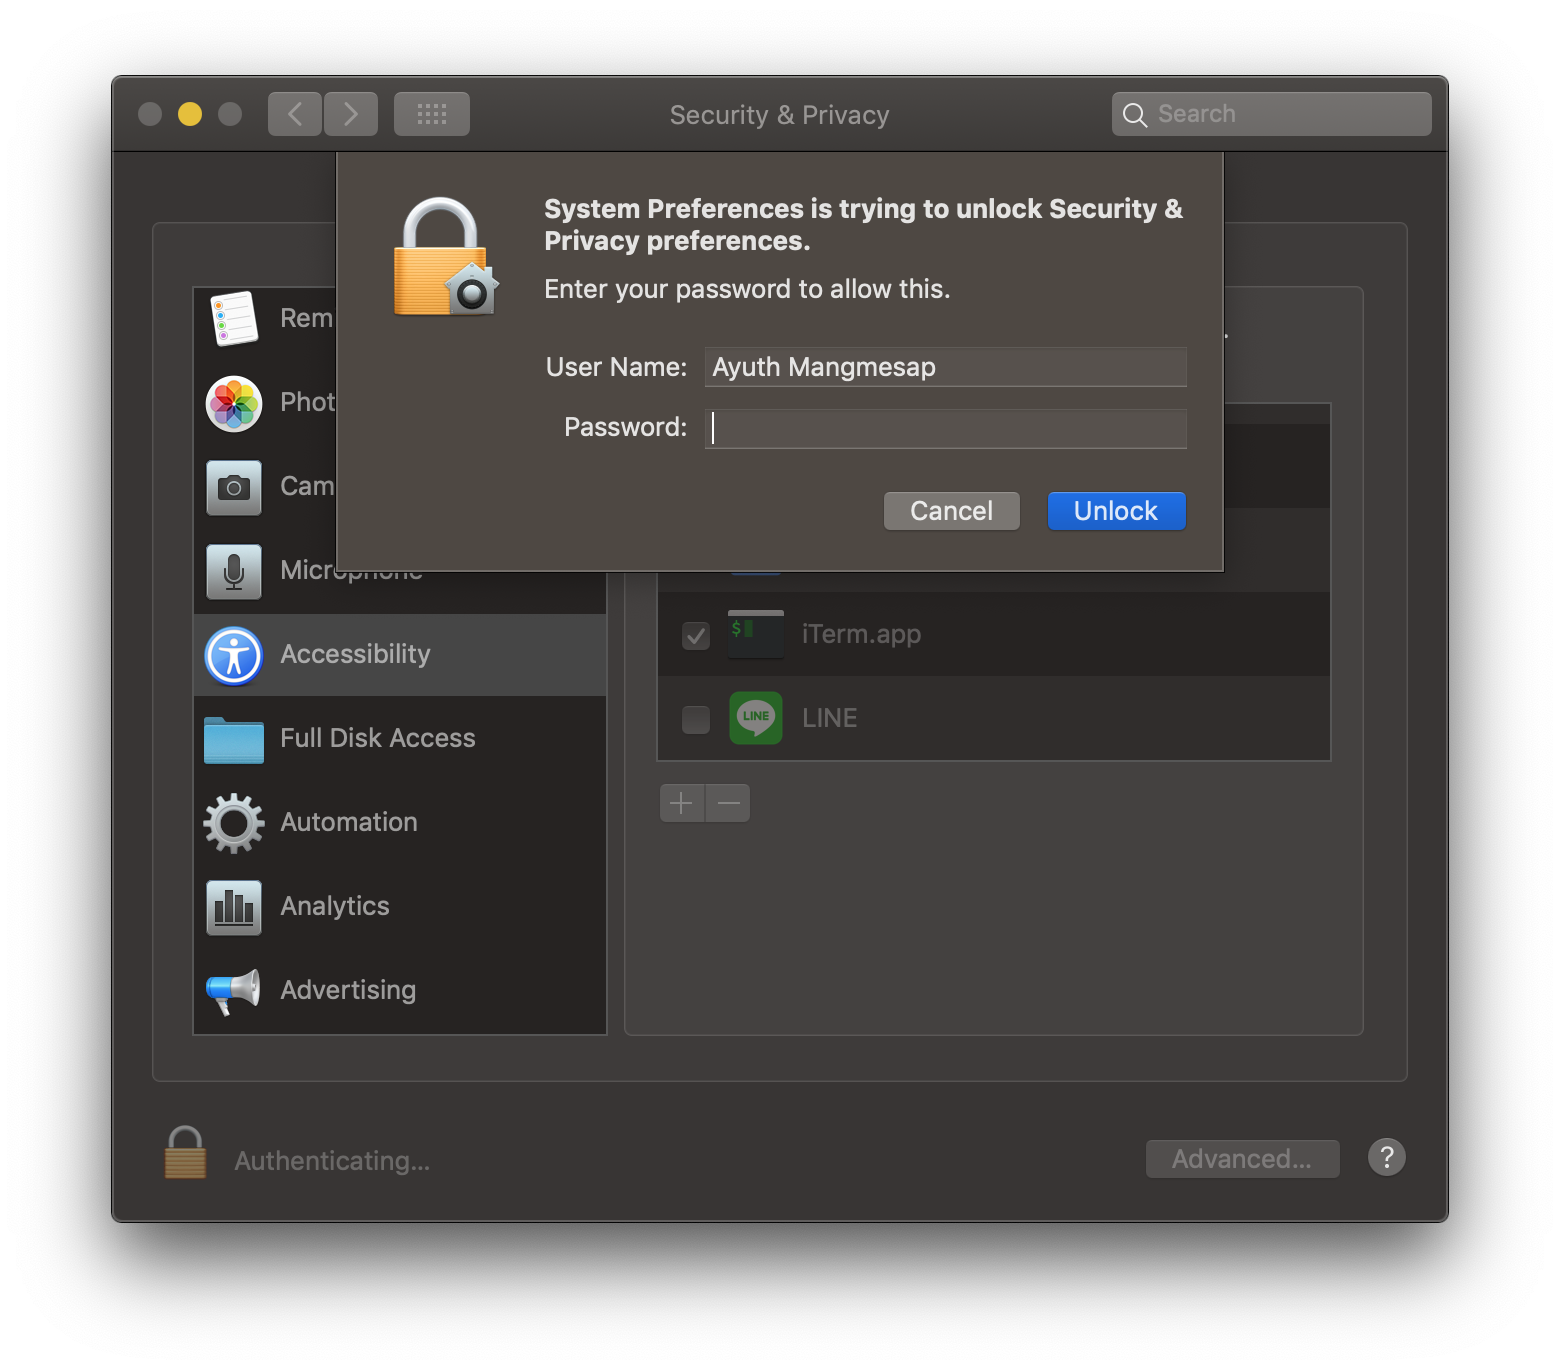 Security & Privacy
Search
System Preferences is trying to unlock Security &
Privacy preferences.
Enter your password to allow this.
User Name: Ayuth Mangmesap
Password:
Cancel
Unlock
Rem
Phot
Cam
Microphone
Accessibility
Full Disk Access
Automation
Analytics
Advertising
$
iTerm.app
LINE
LINE
Authenticating...
Advanced...
?